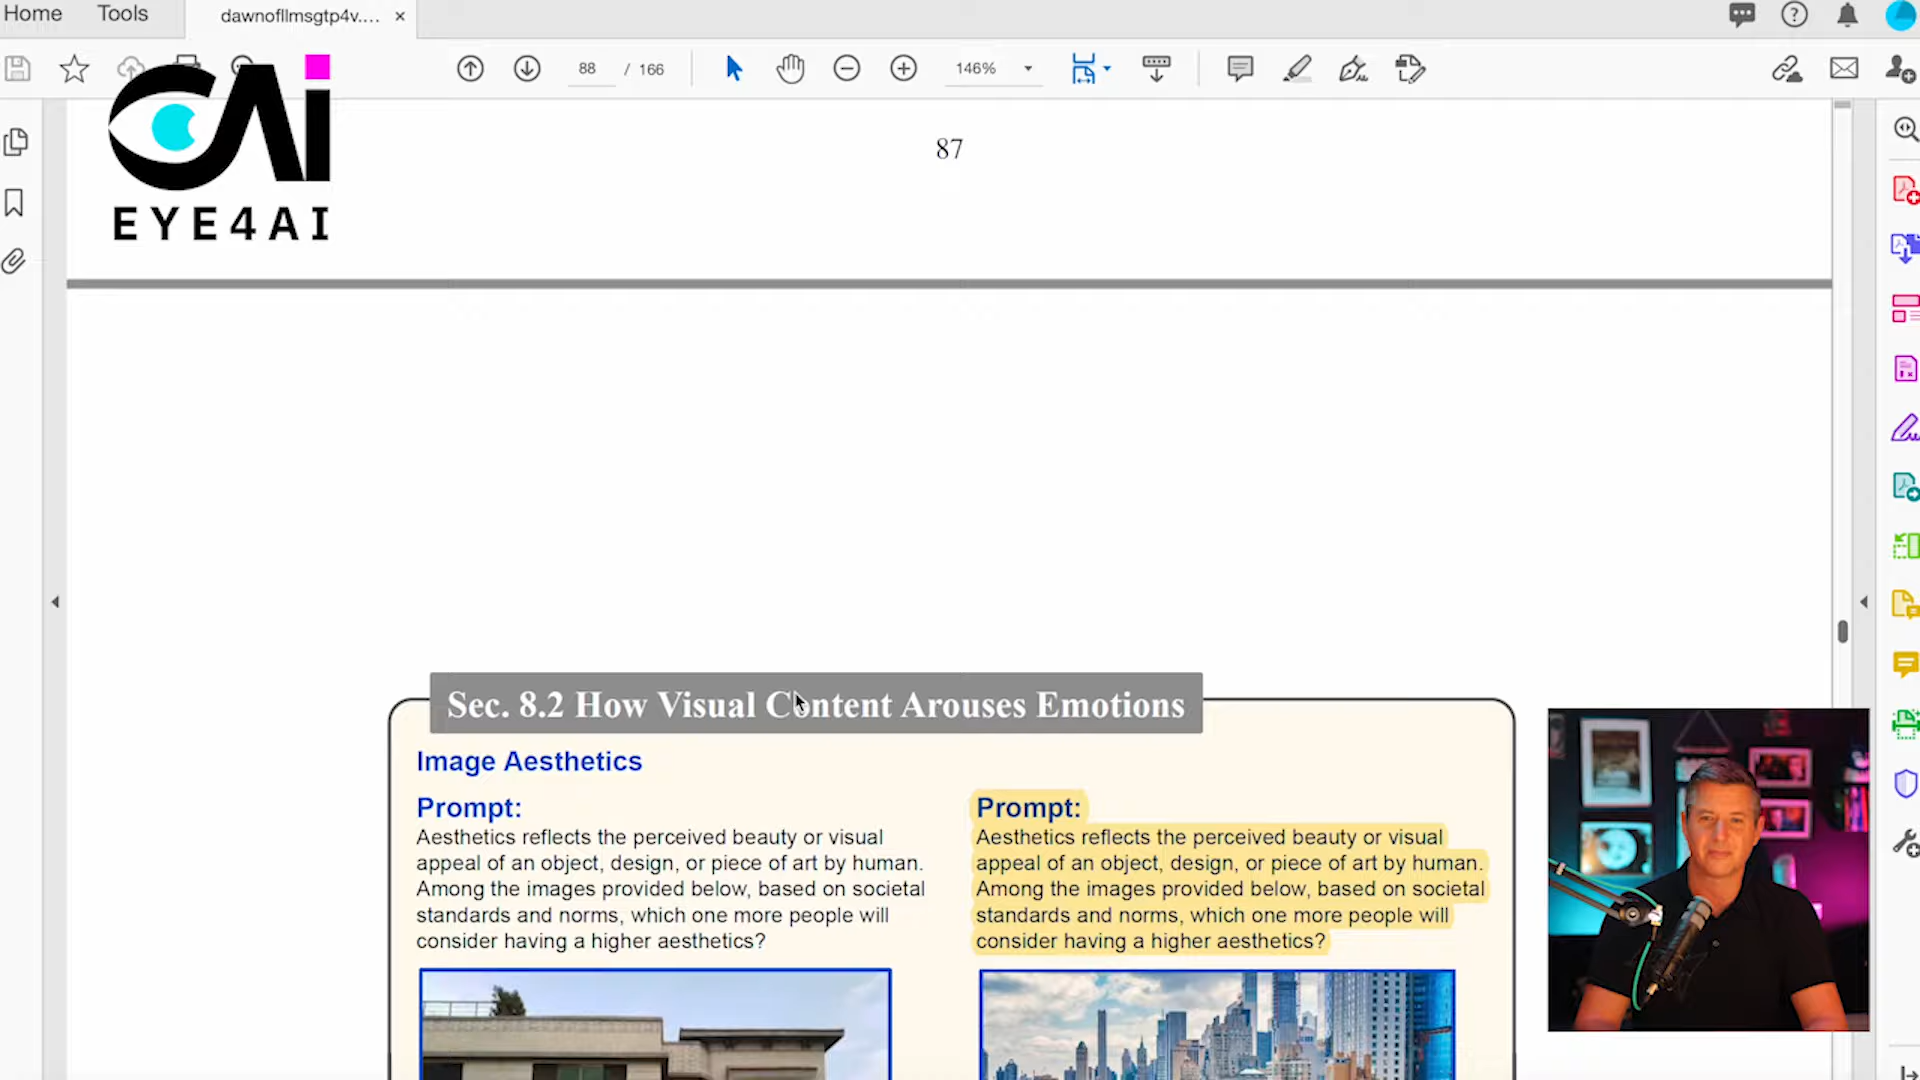 Home Tools dawnofllmsgtp4v.... ×
88 / 166 146%
EYE4AI
87
Sec. 8.2 How Visual Content Arouses Emotions
Image Aesthetics
Prompt:
Aesthetics reflects the perceived beauty or visual
appeal of an object, design, or piece of art by human.
Among the images provided below, based on societal
standards and norms, which one more people will
consider having a higher aesthetics?
Prompt:
Aesthetics reflects the perceived beauty or visual
appeal of an object, design, or piece of art by human.
Among the images provided below, based on societal
standards and norms, which one more people will
consider having a higher aesthetics?